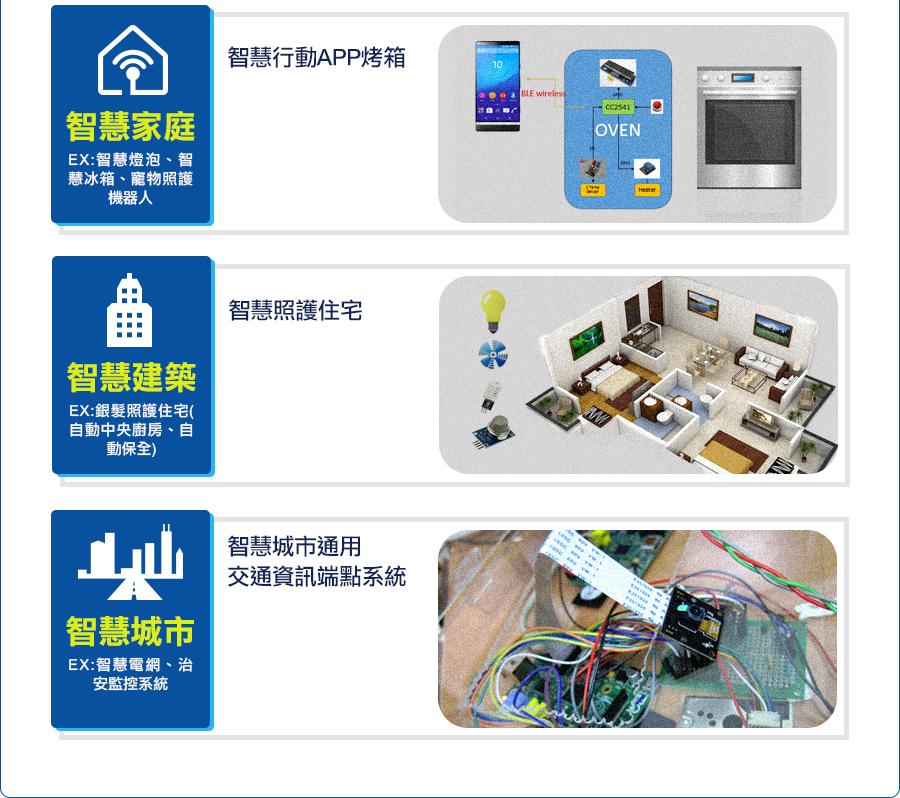 智慧家庭
EX:智慧燈泡、智
慧冰箱、寵物照護
機器人
智慧行動APP烤箱
10
BLE wireless
GPIO
CC2541
OVEN
GPIO
Heater
智慧建築
EX:銀髮照護住宅(
自動中央廚房、自
動保全)
智慧照護住宅
智慧城市
EX:智慧電網、治
安監控系統
智慧城市通用
交通資訊端點系統